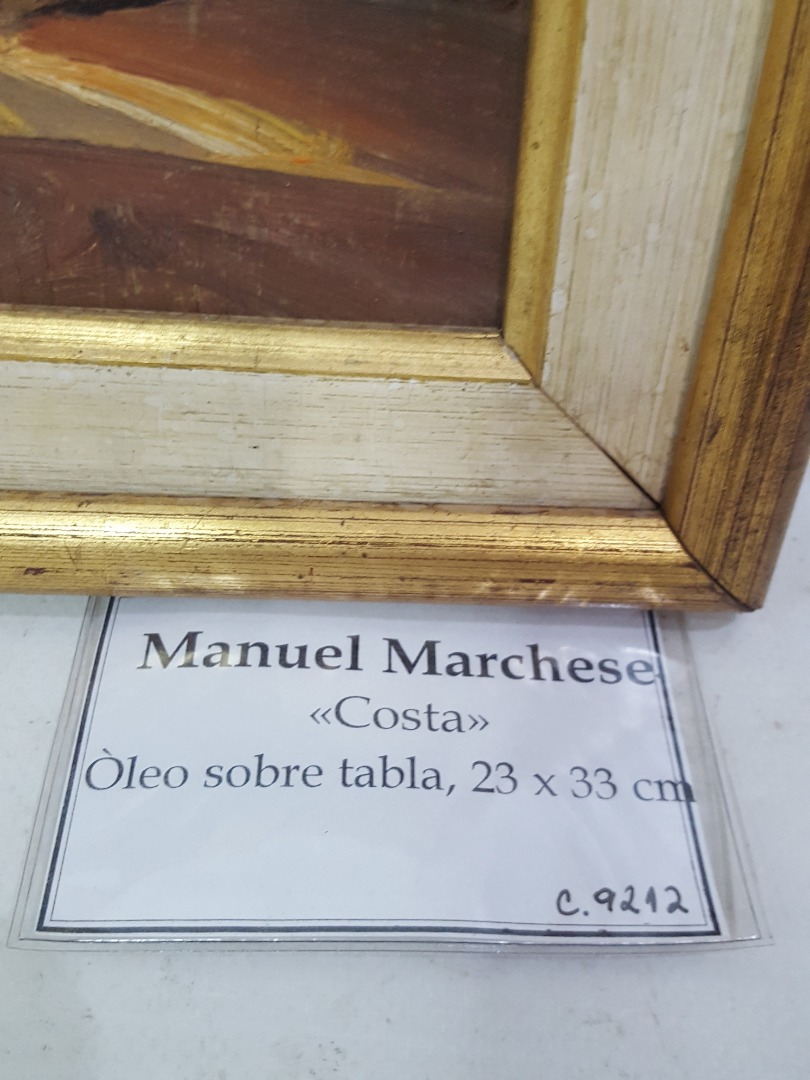 Manuel Marchese
«Costa»
Òleo sobre tabla, 23 x 33 cm
C.9212